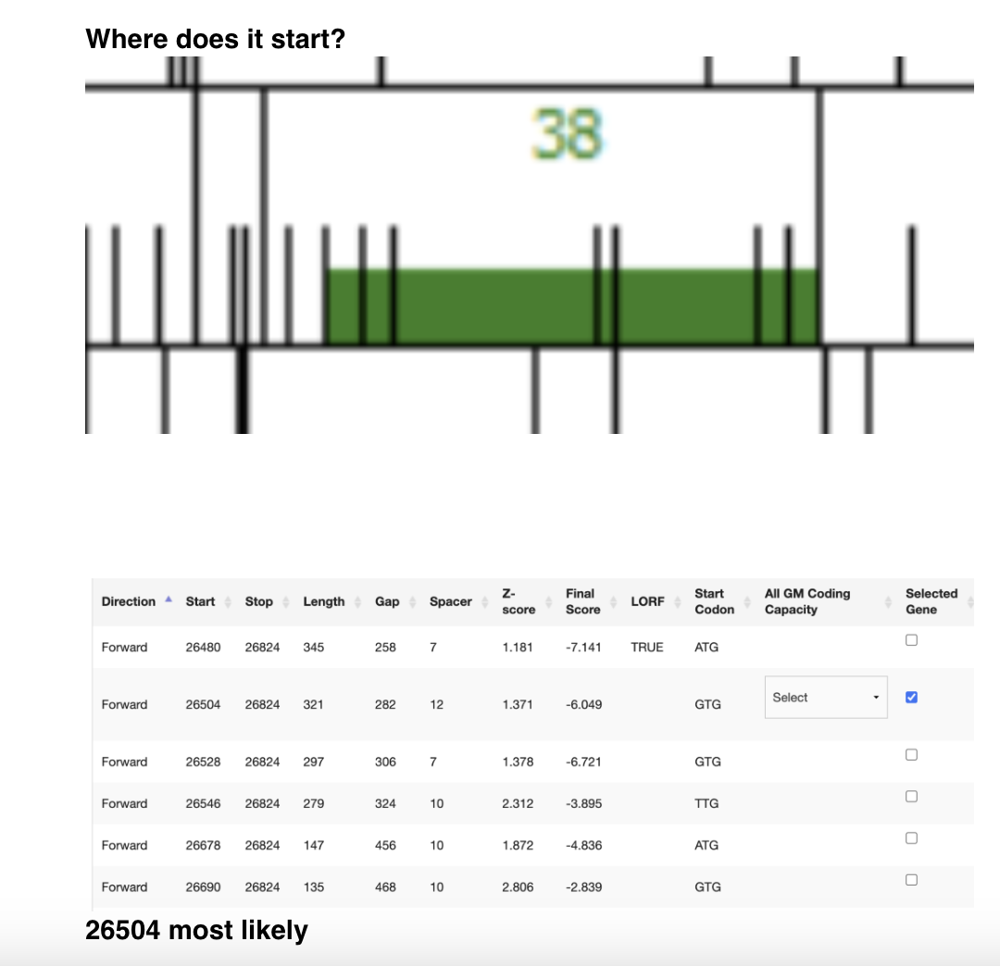 Where does it start?
38
Direction Start Stop Length Gap Spacer Z-score Final Score LORF Start Codon All GM Coding Capacity Selected Gene
Forward 26480 26824 345 258 7 1.181 -7.141 TRUE ATG
Forward 26504 26824 321 282 12 1.371 -6.049 GTG Select
Forward 26528 26824 297 306 7 1.378 -6.721 GTG
Forward 26546 26824 279 324 10 2.312 -3.895 TTG
Forward 26678 26824 147 456 10 1.872 -4.836 ATG
Forward 26690 26824 135 468 10 2.806 -2.839 GTG
26504 most likely